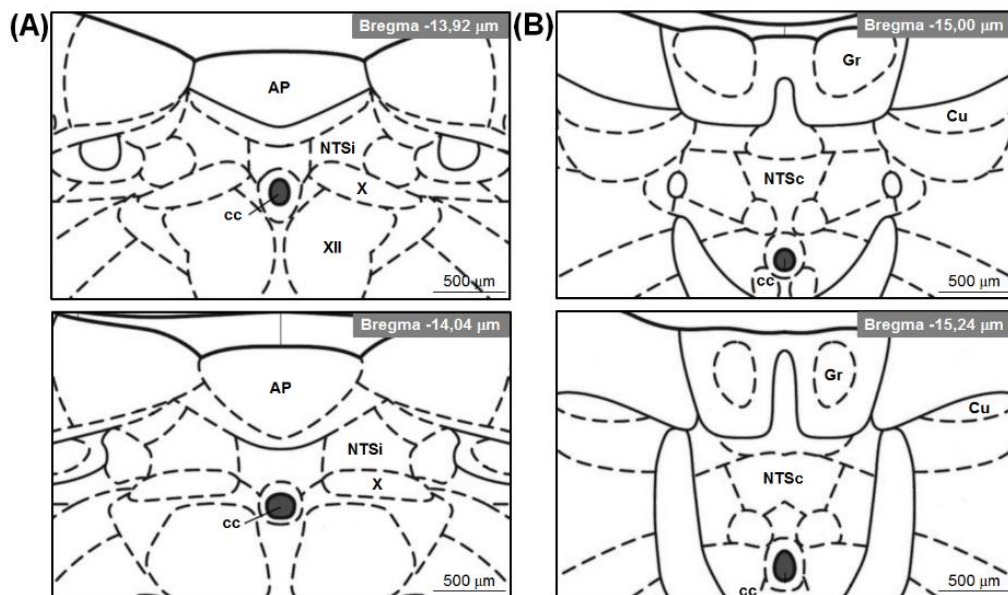 (A)
Bregma -13,92 µm
AP
NTSi
X
cc
XII
500 µm
Bregma -14,04 µm
AP
NTSi
X
cc
500 µm
(B)
Bregma -15,00 µm
Gr
Cu
NTSc
cc
500 µm
Bregma -15,24 µm
Gr
Cu
NTSc
cc
500 µm